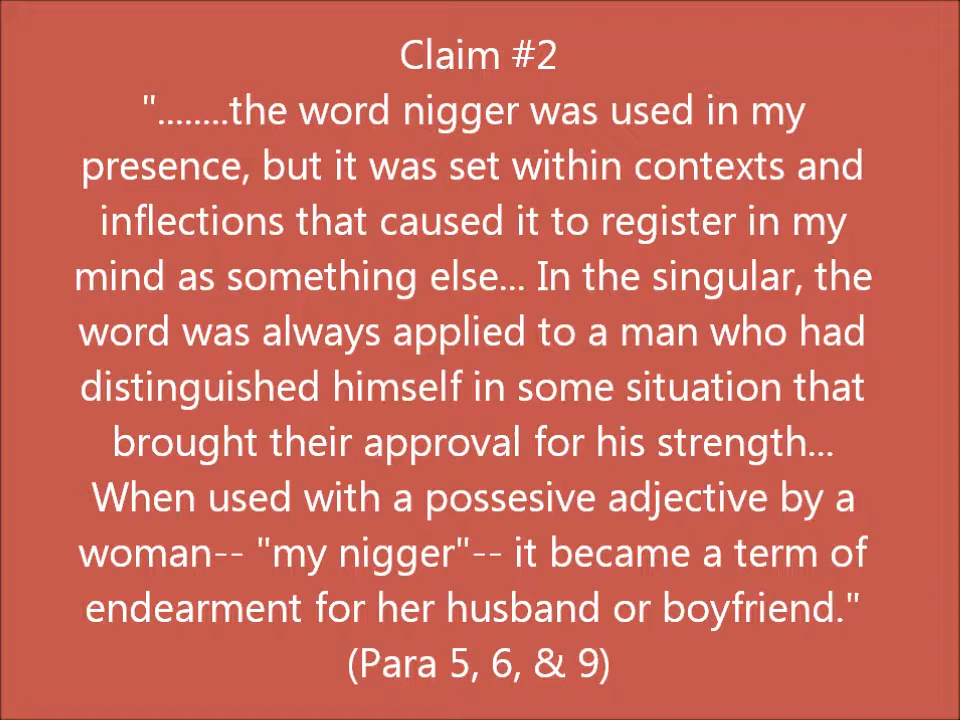 Claim #2
"........the word nigger was used in my
presence, but it was set within contexts and
inflections that caused it to register in my
mind as something else... In the singular, the
word was always applied to a man who had
distinguished himself in some situation that
brought their approval for his strength...
When used with a possesive adjective by a
woman-- "my nigger"-- it became a term of
endearment for her husband or boyfriend."
(Para 5, 6, & 9)